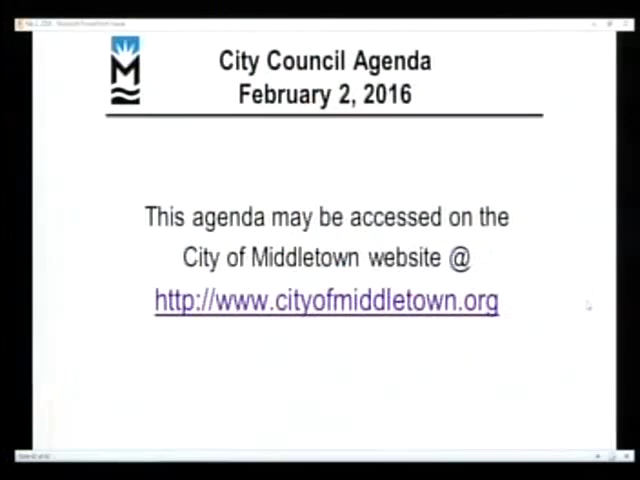 City Council Agenda
February 2, 2016
This agenda may be accessed on the
City of Middletown website @
http://www.cityofmiddletown.org